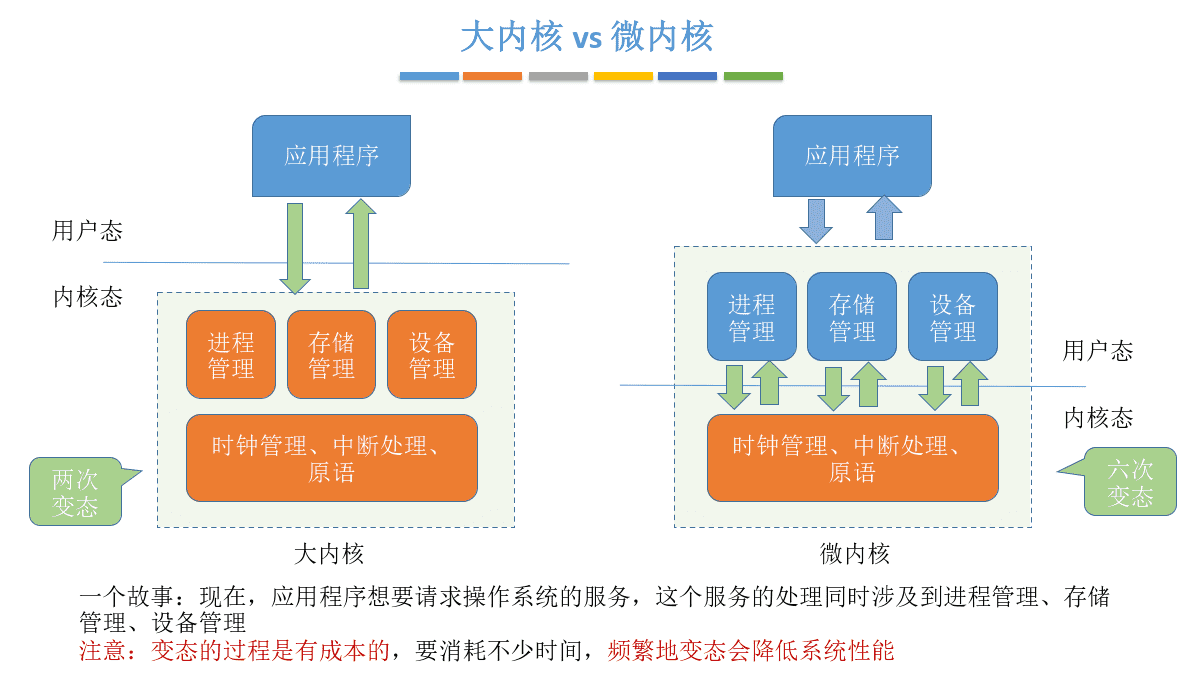 大内核 vs 微内核
应用程序
用户态
内核态
进程
管理
存储
管理
设备
管理
时钟管理、中断处理、
原语
两次
变态
大内核
应用程序
进程
管理
存储
管理
设备
管理
用户态
内核态
时钟管理、中断处理、
原语
六次
变态
微内核
一个故事：现在，应用程序想要请求操作系统的服务，这个服务的处理同时涉及到进程管理、存储
管理、设备管理
注意：变态的过程是有成本的，要消耗不少时间，频繁地变态会降低系统性能